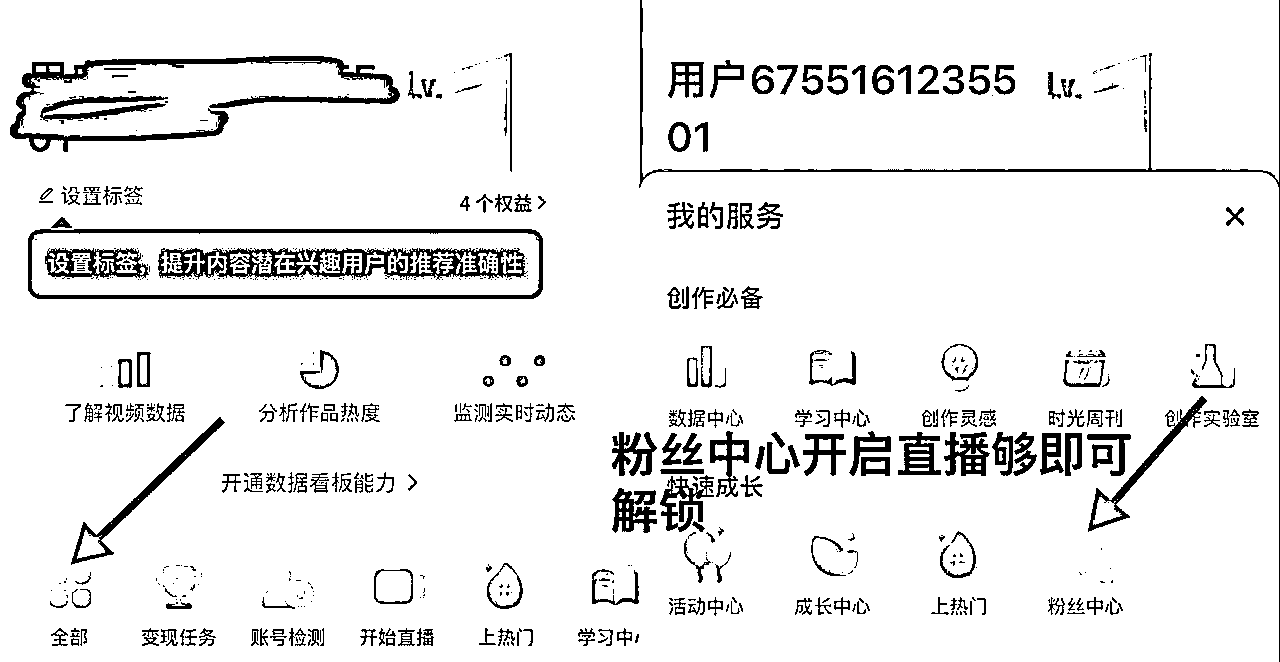 Lv.
设置标签
4个权益
设置标签，提升内容潜在兴趣用户的推荐准确性
了解视频数据
分析作品热度
监测实时动态
开通数据看板能力
全部
变现任务
账号检测
开始直播
上热门
学习中
用户67551612355
01
Lv.
我的服务
创作必备
数据中心
学习中心
创作灵感
时光周刊
创作实验室
粉丝中心开启直播够即可
解锁
快速成长
活动中心
成长中心
上热门
粉丝中心